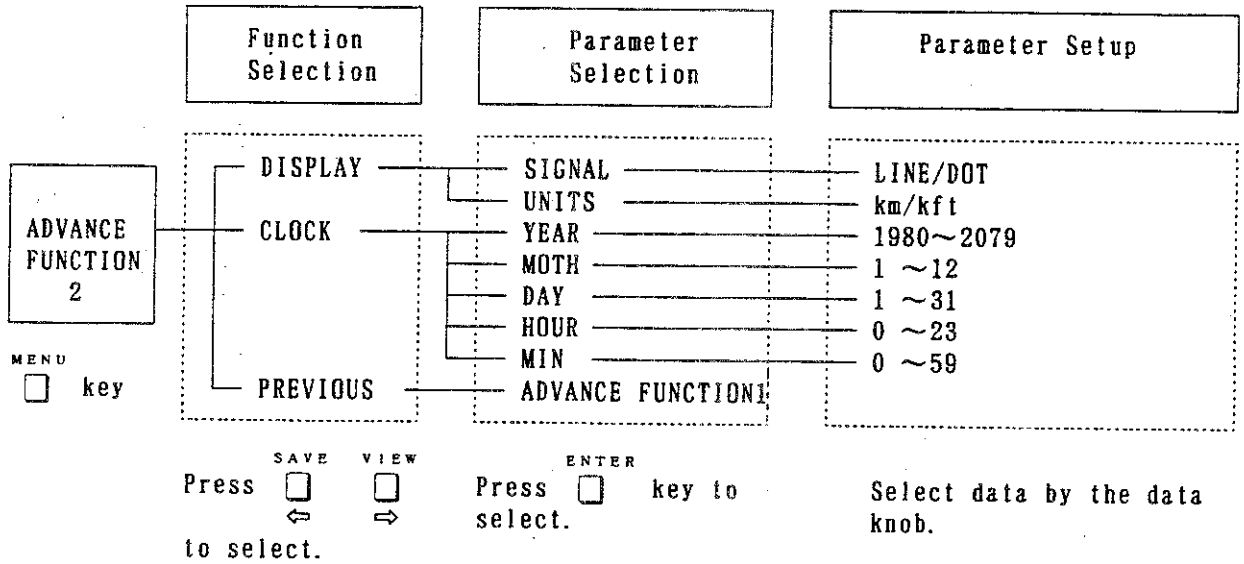 Function
Selection
Parameter
Selection
Parameter Setup
ADVANCE
FUNCTION
2
MENU
key
DISPLAY
CLOCK
PREVIOUS
SIGNAL
UNITS
YEAR
MOTH
DAY
HOUR
MIN
ADVANCE FUNCTION1
LINE/DOT
km/kft
1980～2079
1 ～12
1 ～31
0 ～23
0 ～59
SAVE VIEW
Press
⇦ ⇨
to select.
ENTER
Press key to
select.
Select data by the data
knob.